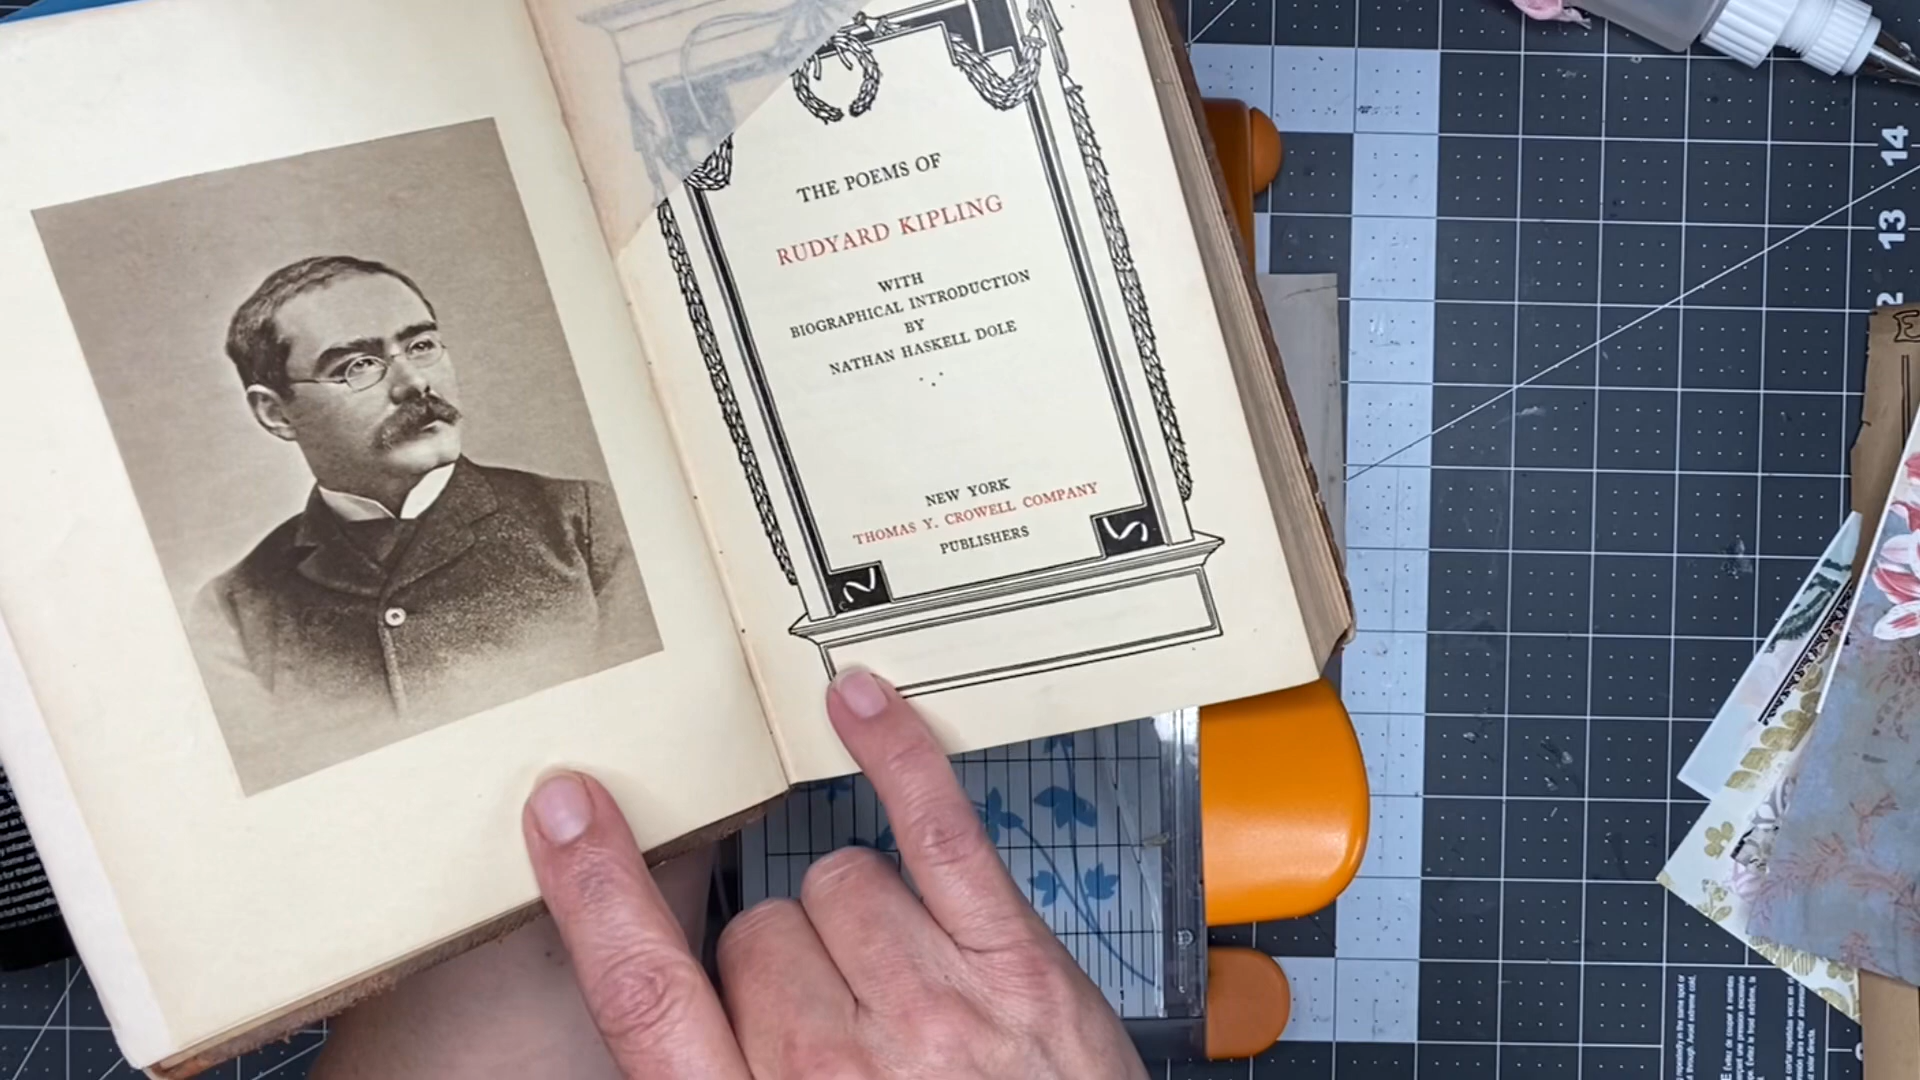 THE POEMS OF
RUDYARD KIPLING
WITH
BIOGRAPHICAL INTRODUCTION
BY
NATHAN HASKELL DOLE
NEW YORK
THOMAS Y. CROWELL COMPANY
PUBLISHERS
14
13
2
E